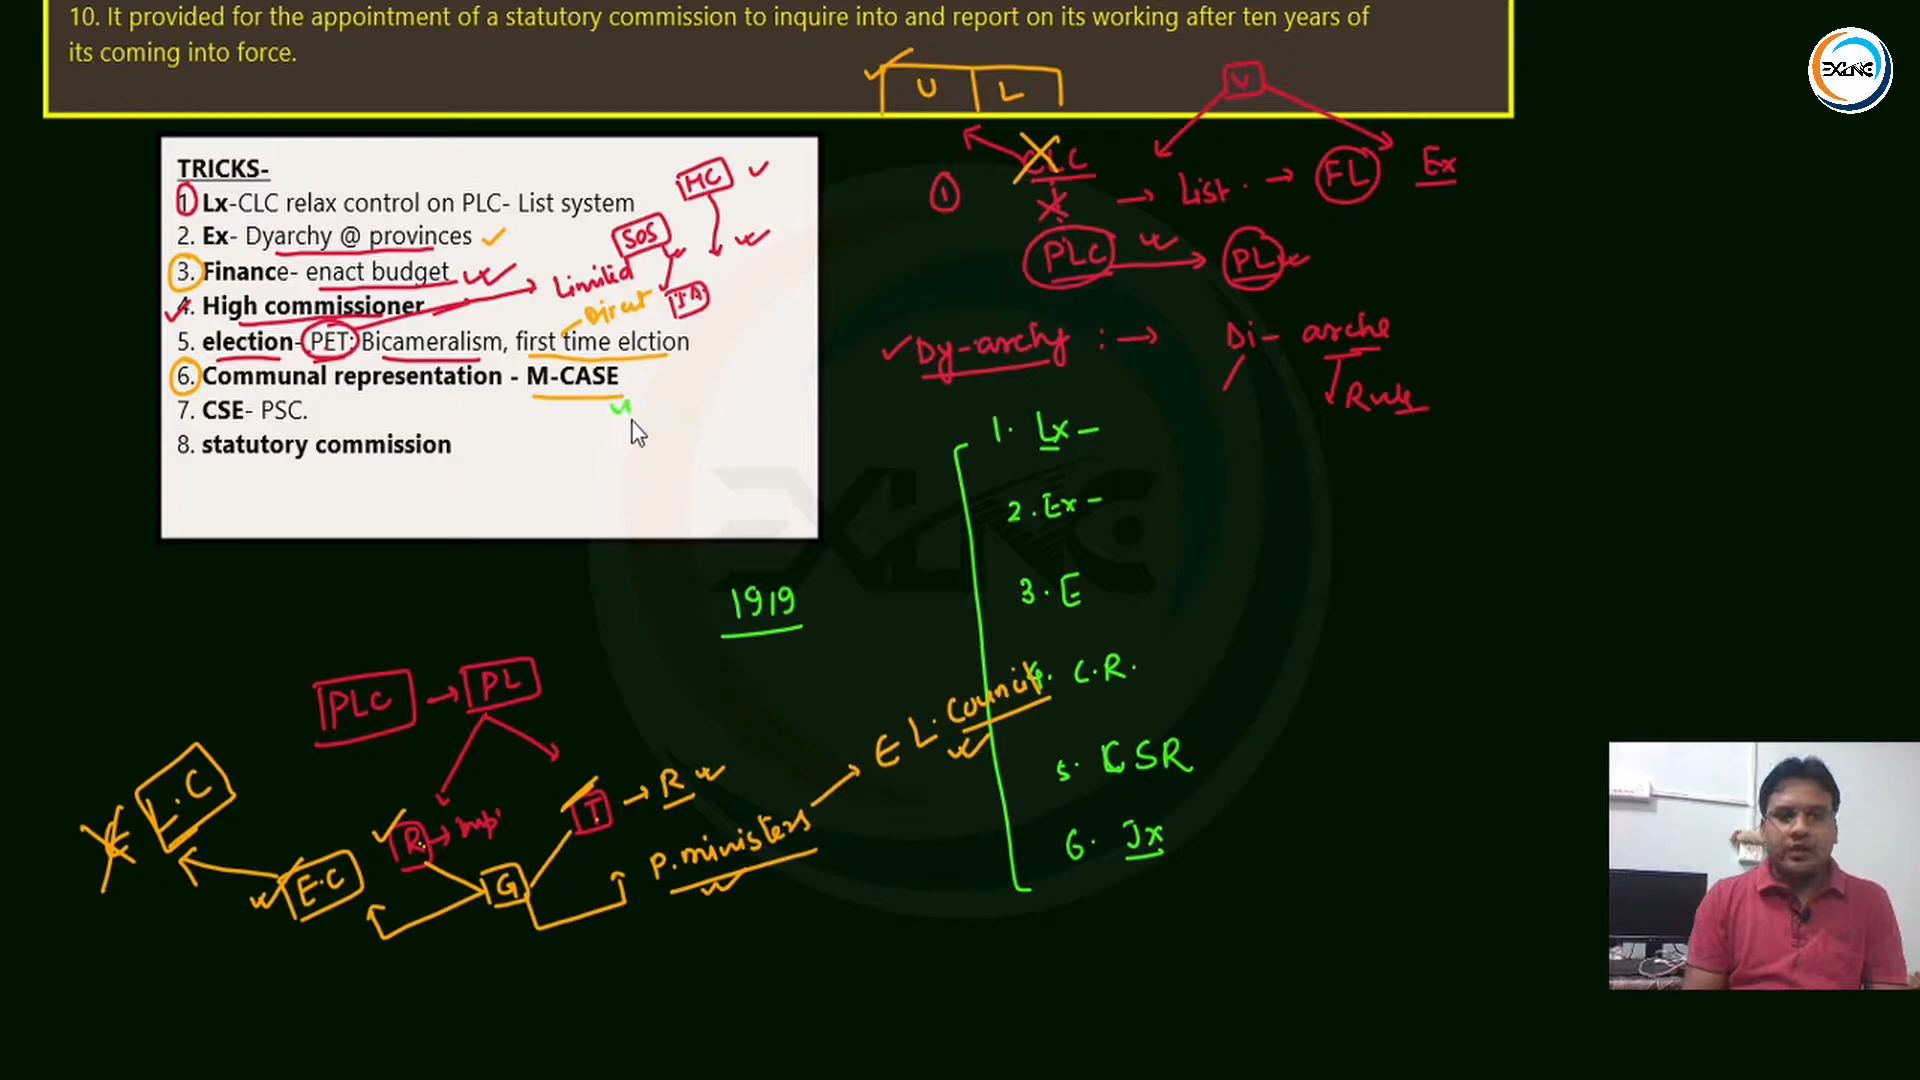 10. It provided for the appointment of a statutory commission to inquire into and report on its working after ten years of
its coming into force.
EXLNC
U L
U
CLC
① Lx → List → FL Ex
PLC → PL
TRICKS-
1 Lx-CLC relax control on PLC- List system
2. Ex- Dyarchy @ provinces
3. Finance- enact budget
4. High commissioner
5. election- PET: Bicameralism, first time elction
6. Communal representation - M-CASE
7. CSE- PSC.
8. statutory commission
HC
SOS
Limited
Direct
Dy-archy : → Di- arche
Rule
1. Lx -
2. Ex -
3. E
4. C.R.
5. CSR
6. Jx
1919
PLC → PL
E L. Council
L.C
R → imp
T → R
P. ministers
E.C
G